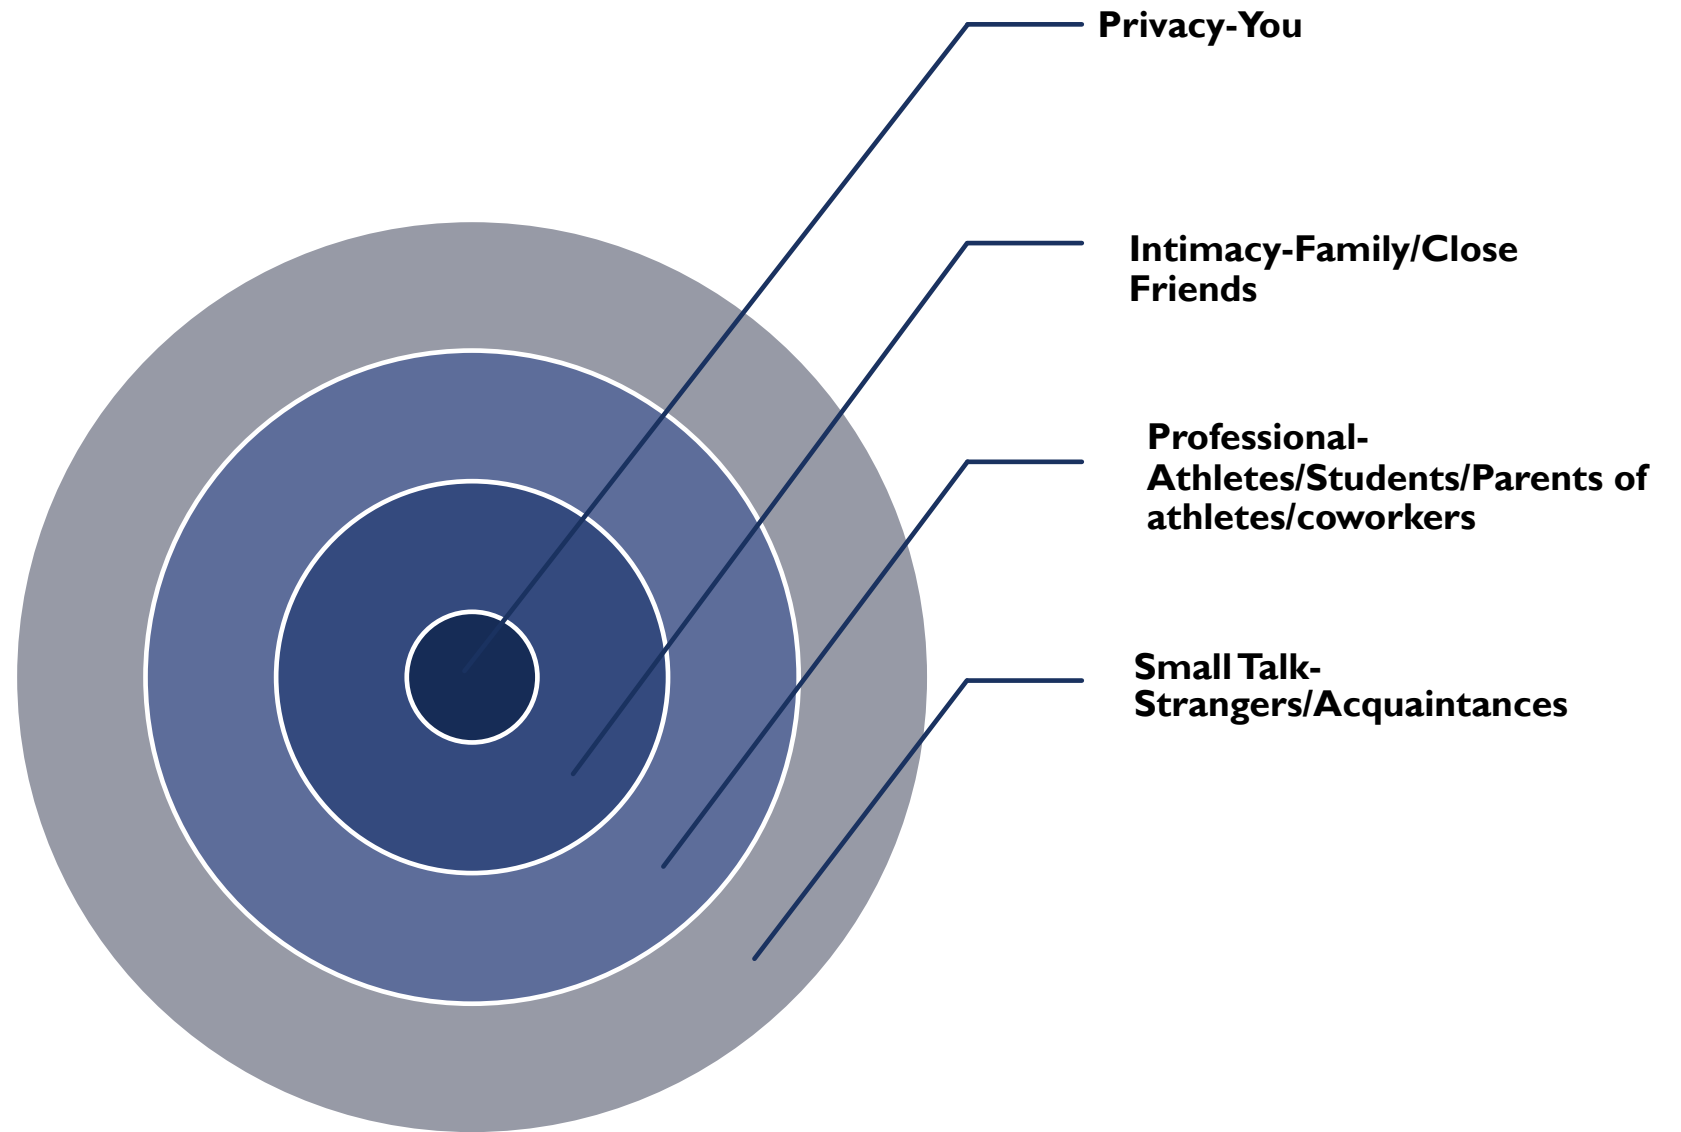 Privacy-You
Intimacy-Family/Close
Friends
Professional-
Athletes/Students/Parents of
athletes/coworkers
Small Talk-
Strangers/Acquaintances